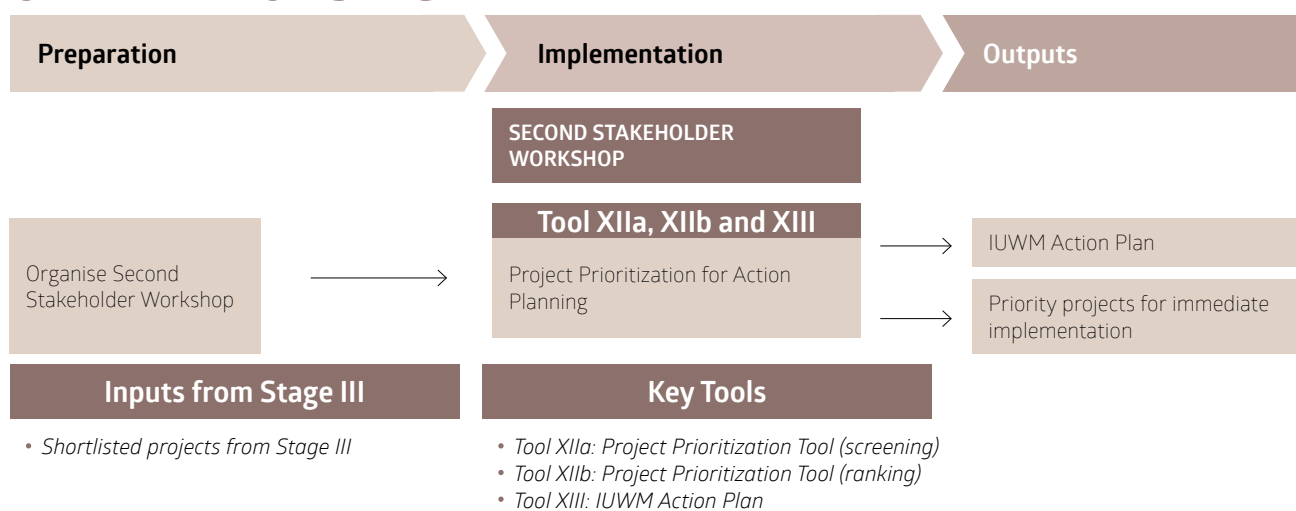 Preparation
Implementation
Outputs
SECOND STAKEHOLDER
WORKSHOP
Organise Second
Stakeholder Workshop
Tool XIIa, XIIb and XIII
Project Prioritization for Action
Planning
IUWM Action Plan
Priority projects for immediate
implementation
Inputs from Stage III
• Shortlisted projects from Stage III
Key Tools
• Tool XIIa: Project Prioritization Tool (screening)
• Tool XIIb: Project Prioritization Tool (ranking)
• Tool XIII: IUWM Action Plan